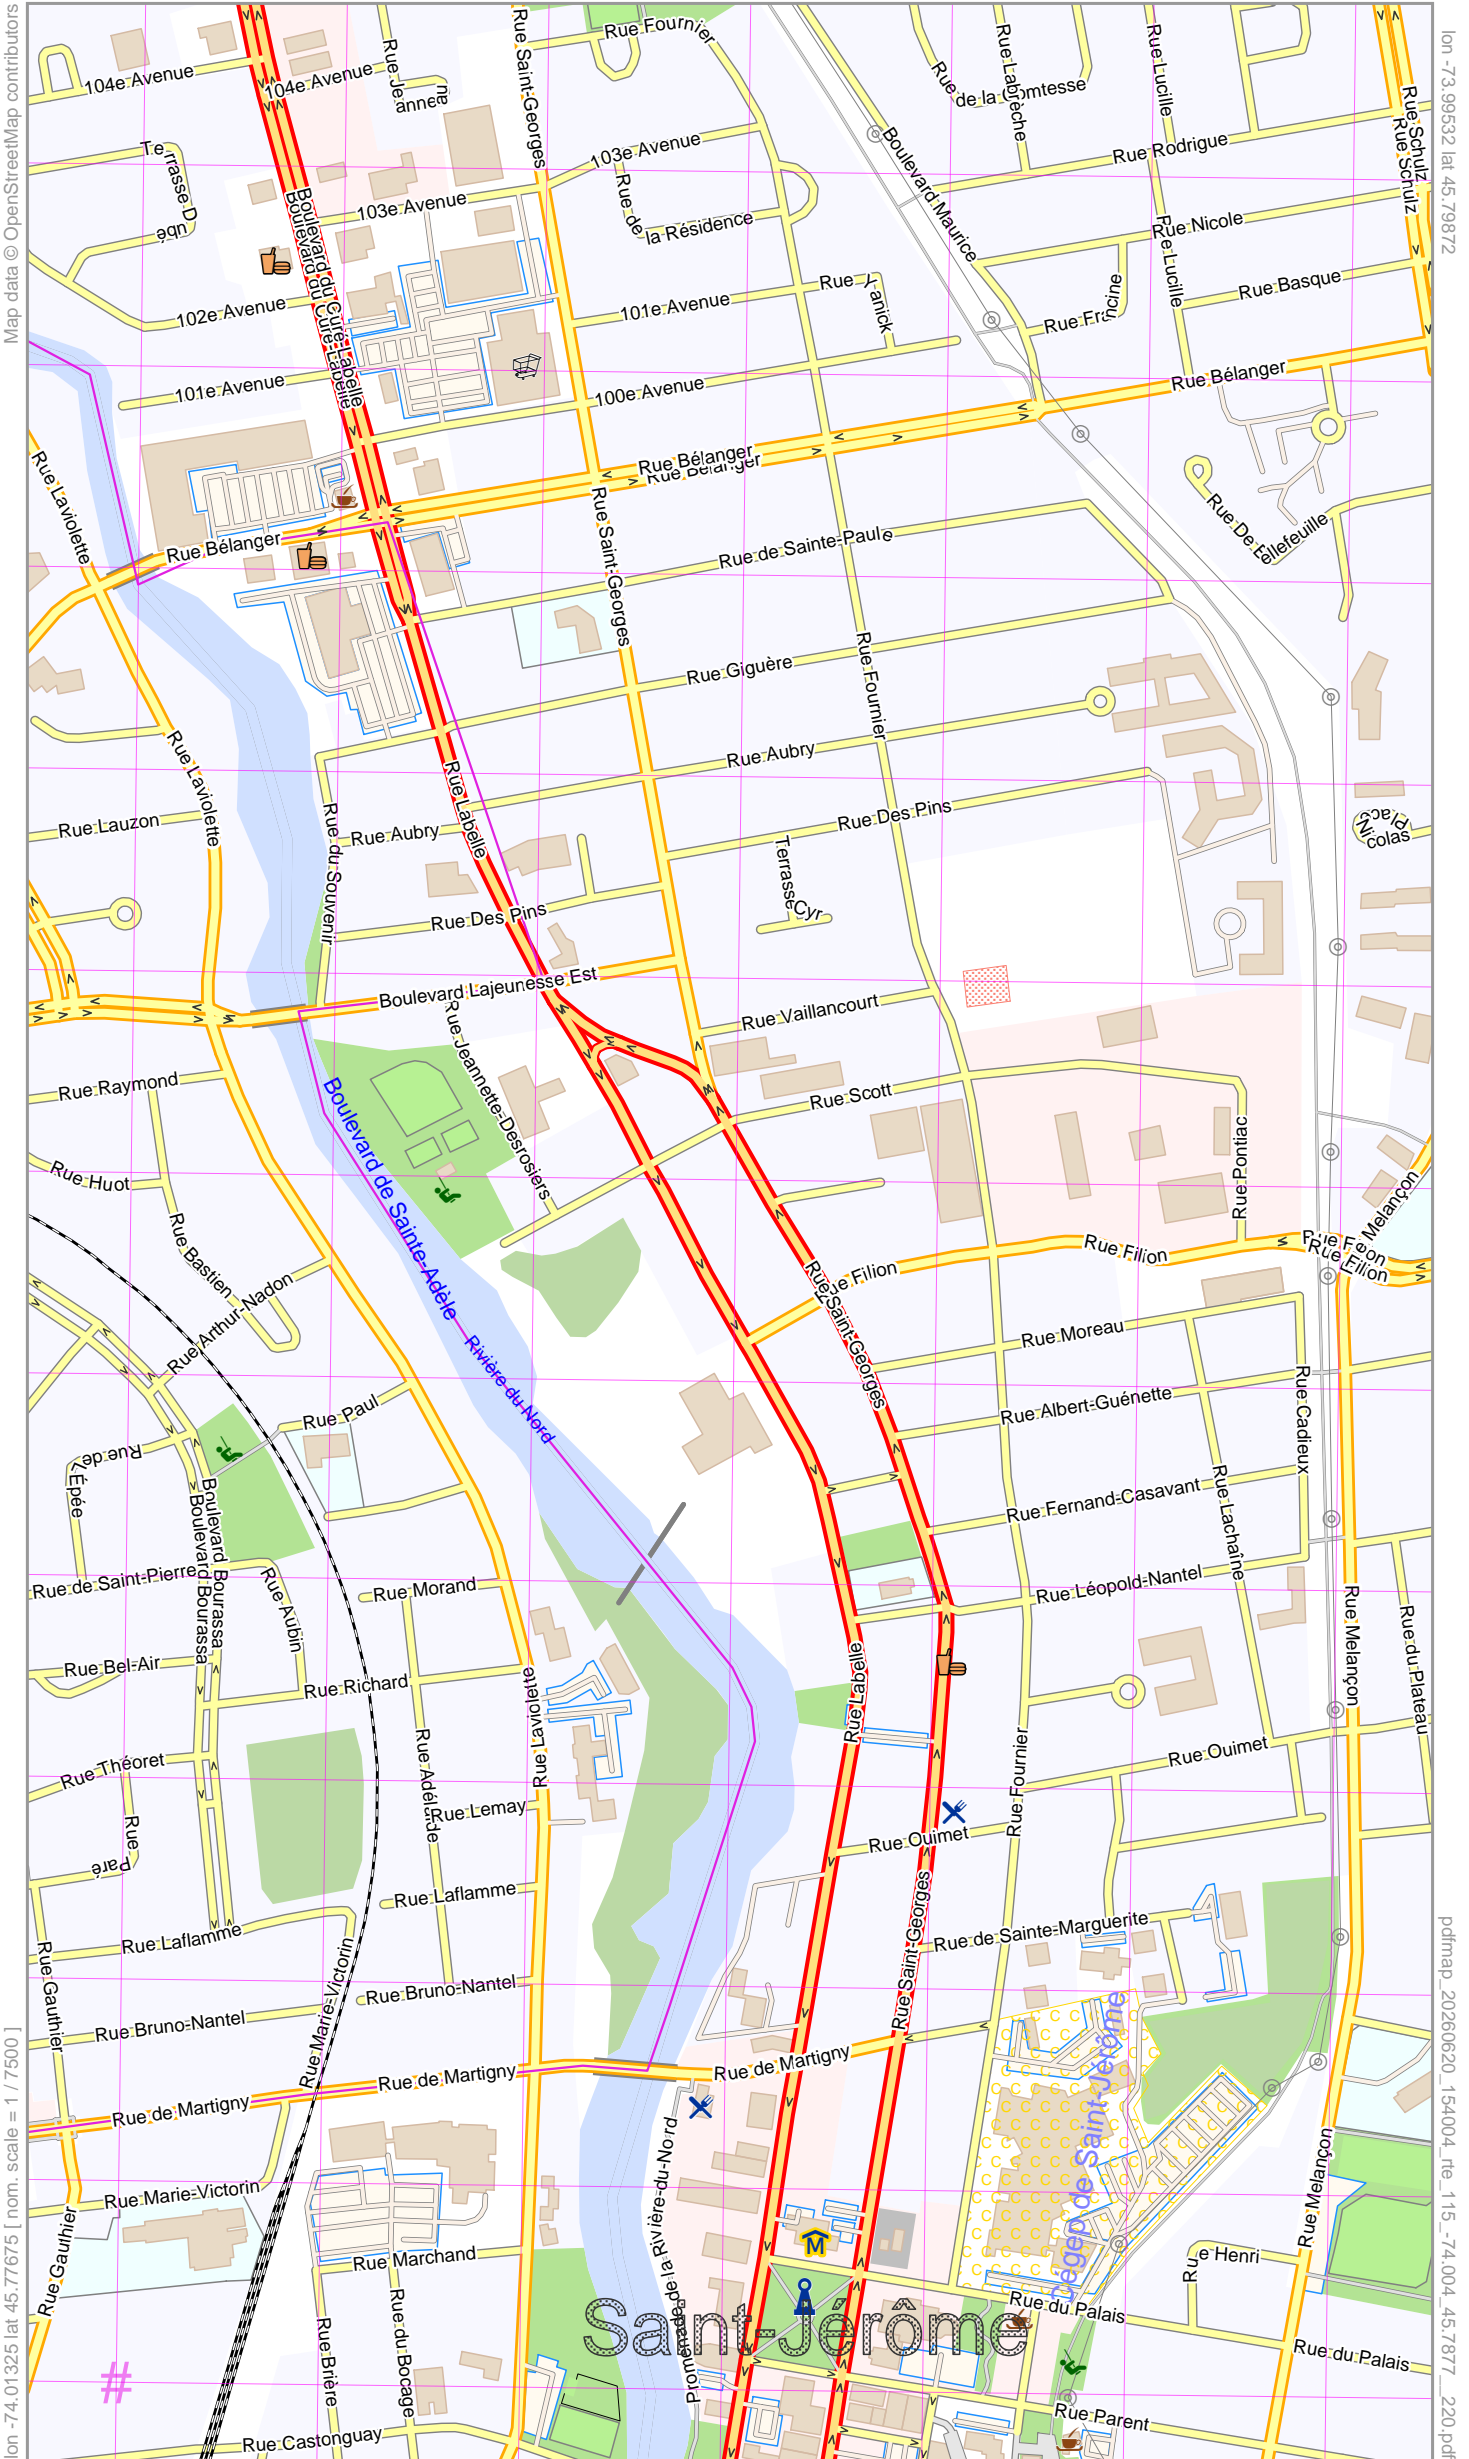 Map data © OpenStreetMap contributors
lon -73.99532 lat 45.79872
lon -74.01325 lat 45.77675 [ nom. scale = 1 / 7500 ]
pdfmap_20260620_154004_rte_115_-74.004_45.7877__220.pdf
104e Avenue
104e Avenue
Rue Saint-Georges
Rue Fournier
Rue
de la Comtesse
Rue Labrèche
Rue Lucille
Rue Schulz
Rue Schulz
Rue Rodrigue
103e Avenue
103e Avenue
Rue de
la Résidence
Boulevard Maurice
Rue Nicole
Rue Lucille
Rue Basque
Terrasse Dubé
Boulevard du Curé-Labelle
Boulevard du Curé-Labelle
102e Avenue
101e Avenue
Rue Yanick
Rue Francine
101e Avenue
100e Avenue
Rue Bélanger
Rue Bélanger
Rue Bélanger
Rue Laviolette
Rue Bélanger
Rue Saint-Georges
Rue de Sainte-Paule
Rue De Bellefeuille
Rue Giguère
Rue Fournier
Rue Aubry
Rue Laviolette
Rue Labelle
Rue Lauzon
Rue du Souvenir
Rue Aubry
Rue Des Pins
Terrasse Cyr
Place Nicolas
Rue Des Pins
Boulevard Lajeunesse Est
Rue Vaillancourt
Rue Jeannette-Desrosiers
Rue Raymond
Rue Scott
Boulevard de Sainte-Adèle
Rue Pontiac
Rue Huot
Rue Bastien
Rue Filion
Rue Filion
Rue Filion
Rue Filion
Rue Melançon
Rue Arthur-Nadon
Rue Saint-Georges
Rue Moreau
Rivière du Nord
Rue Paul
Rue Albert-Guénette
Rue Cadieux
Rue de
L'Épée
Boulevard Bourassa
Boulevard Bourassa
Rue Fernand-Casavant
Rue Lachaîne
Rue de Saint-Pierre
Rue Aubin
Rue Morand
Rue Léopold-Nantel
Rue Melançon
Rue du Plateau
Rue Bel-Air
Rue Richard
Rue Laviolette
Rue Labelle
Rue Théoret
Rue Adélaïde
Rue Fournier
Rue Ouimet
Rue Lemay
Rue Ouimet
Rue Paré
Rue Laflamme
Rue Laflamme
Rue Saint-Georges
Rue de Sainte-Marguerite
Rue Gauthier
Rue Marie-Victorin
Rue Bruno-Nantel
Rue Bruno-Nantel
Cégep de Saint-Jérôme
Rue de Martigny
Rue de Martigny
Rue de Martigny
Promenade de la Rivière-du-Nord
Rue Melançon
Rue Marie-Victorin
Rue Gauthier
Rue Marchand
M
Rue Henri
Rue du Palais
Saint-Jérôme
Rue du Palais
Rue Brière
Rue du Bocage
Rue Parent
Rue Castonguay
#